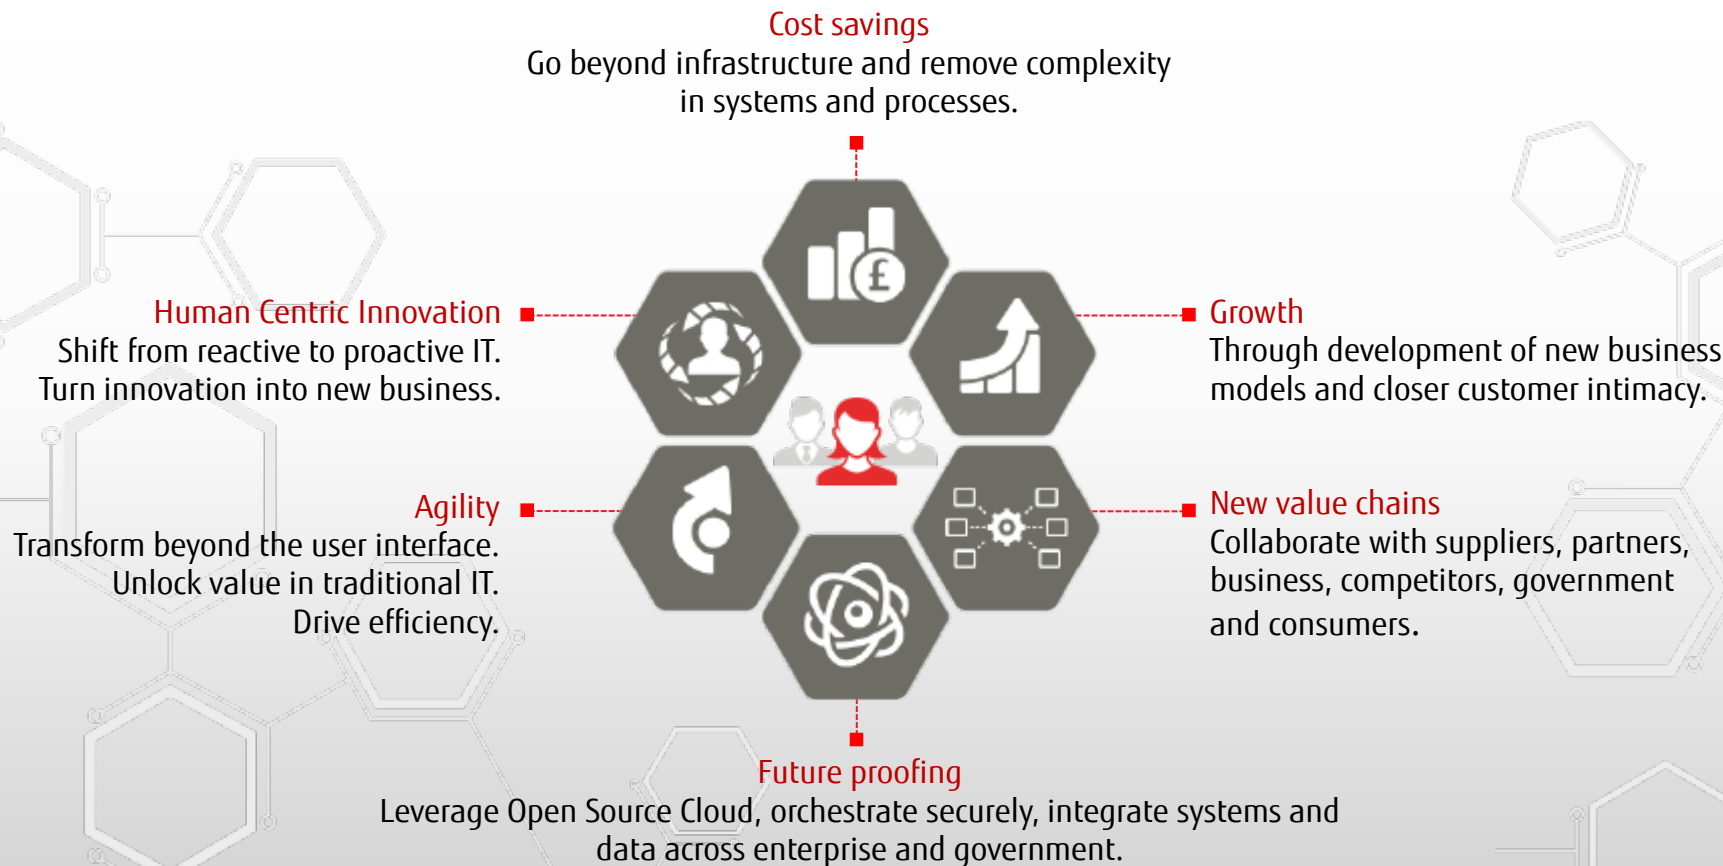 Cost savings
Go beyond infrastructure and remove complexity
in systems and processes.
£
Human Centric Innovation
Shift from reactive to proactive IT.
Turn innovation into new business.
Growth
Through development of new business
models and closer customer intimacy.
Agility
Transform beyond the user interface.
Unlock value in traditional IT.
Drive efficiency.
New value chains
Collaborate with suppliers, partners,
business, competitors, government
and consumers.
Future proofing
Leverage Open Source Cloud, orchestrate securely, integrate systems and
data across enterprise and government.